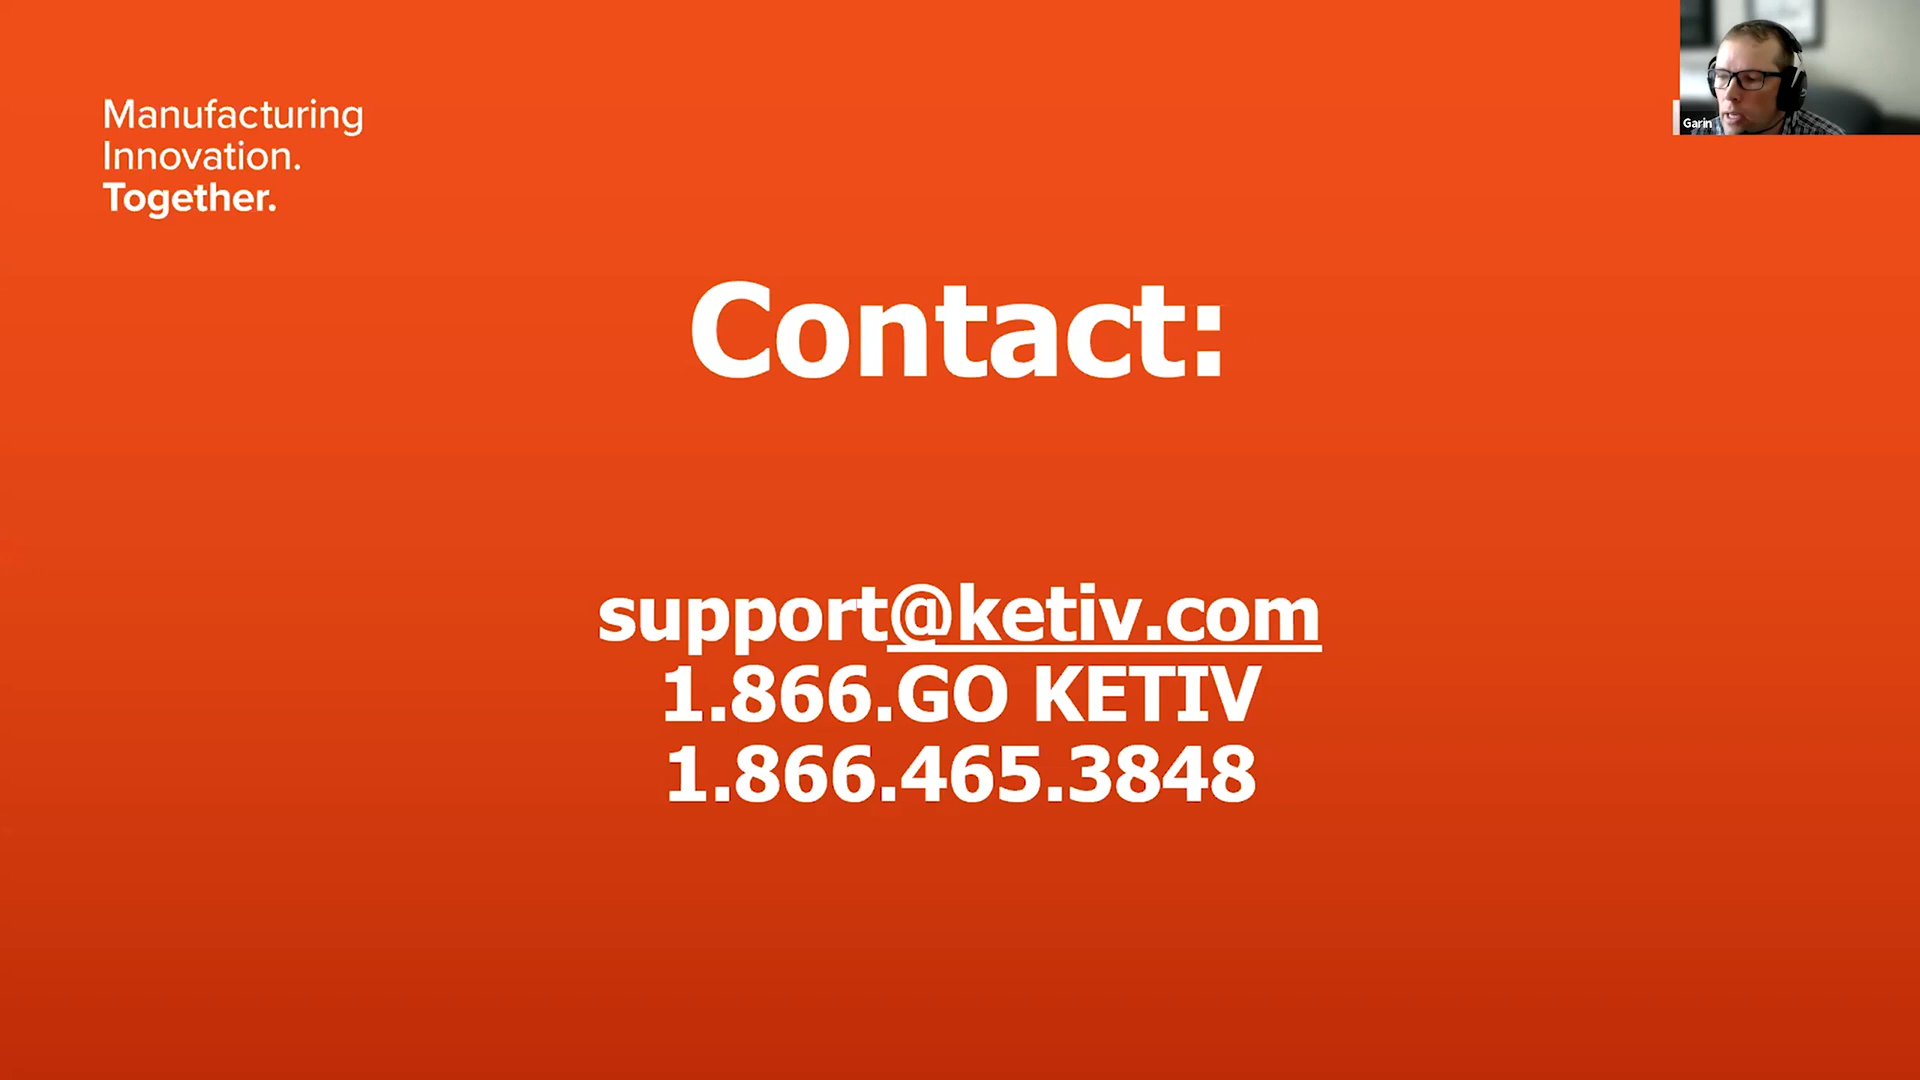 Manufacturing
Innovation.
Together.
Garin
Contact:
support@ketiv.com
1.866.GO KETIV
1.866.465.3848